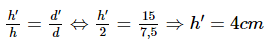 h'/h = d'/d ⇔ h'/2 = 15/7,5 ⇒ h' = 4cm